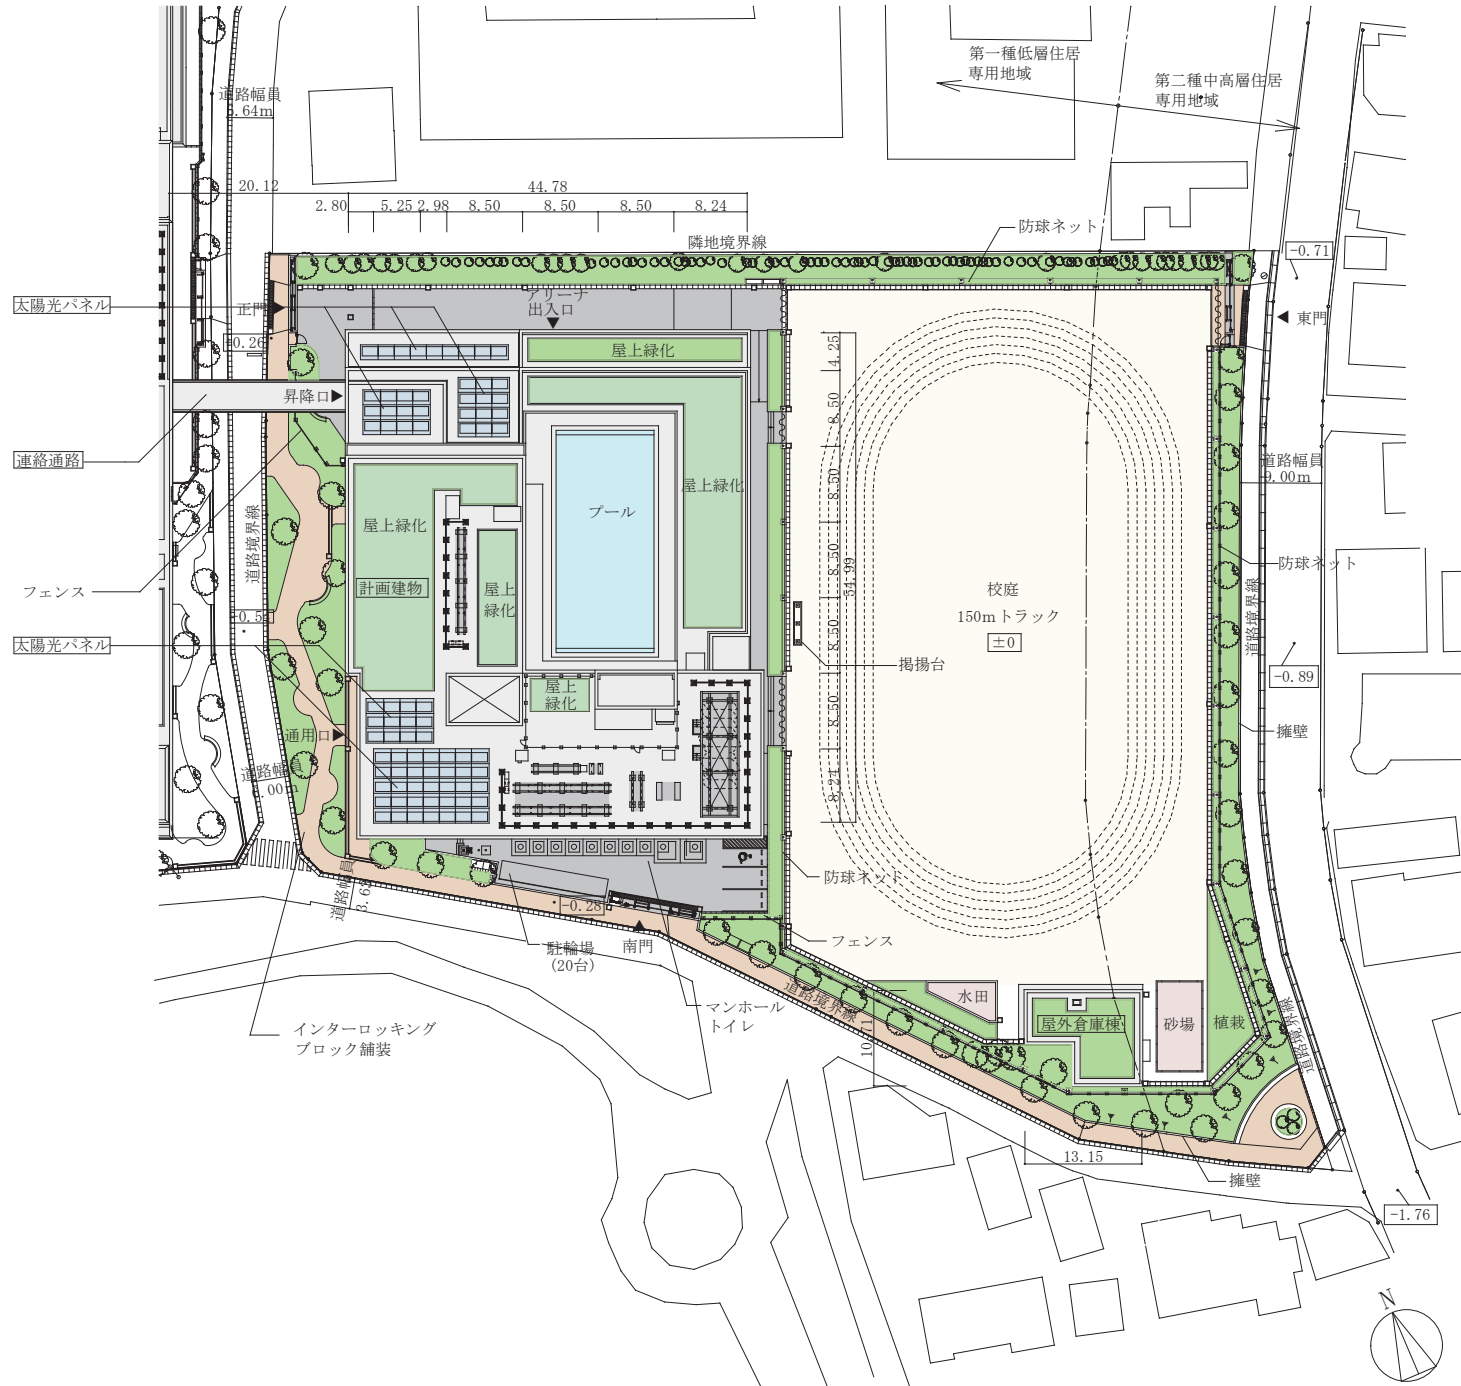 第一種低層住居
専用地域
第二種中高層住居
専用地域
道路幅員
20.12
44.78
2.80
5.25
2.98
8.50
8.50
8.50
8.24
隣地境界線
防球ネット
-0.71
太陽光パネル
正門
アリーナ
出入口
東門
屋上緑化
4.25
昇降口
8.50
連絡通路
道路幅員
9.00m
屋上緑化
8.50
屋上緑化
プール
道路境界線
8.50
54.99
防球ネット
フェンス
計画建物
屋上
緑化
校庭
150mトラック
±0
8.50
道路境界線
太陽光パネル
掲揚台
-0.89
屋上
緑化
8.50
通用口
擁壁
道路幅員
8.24
道路幅員
防球ネット
-0.28
駐輪場
(20台)
南門
フェンス
道路境界線
水田
マンホール
トイレ
屋外倉庫棟
砂場
植栽
インターロッキング
ブロック舗装
道路境界線
13.15
擁壁
-1.76
N